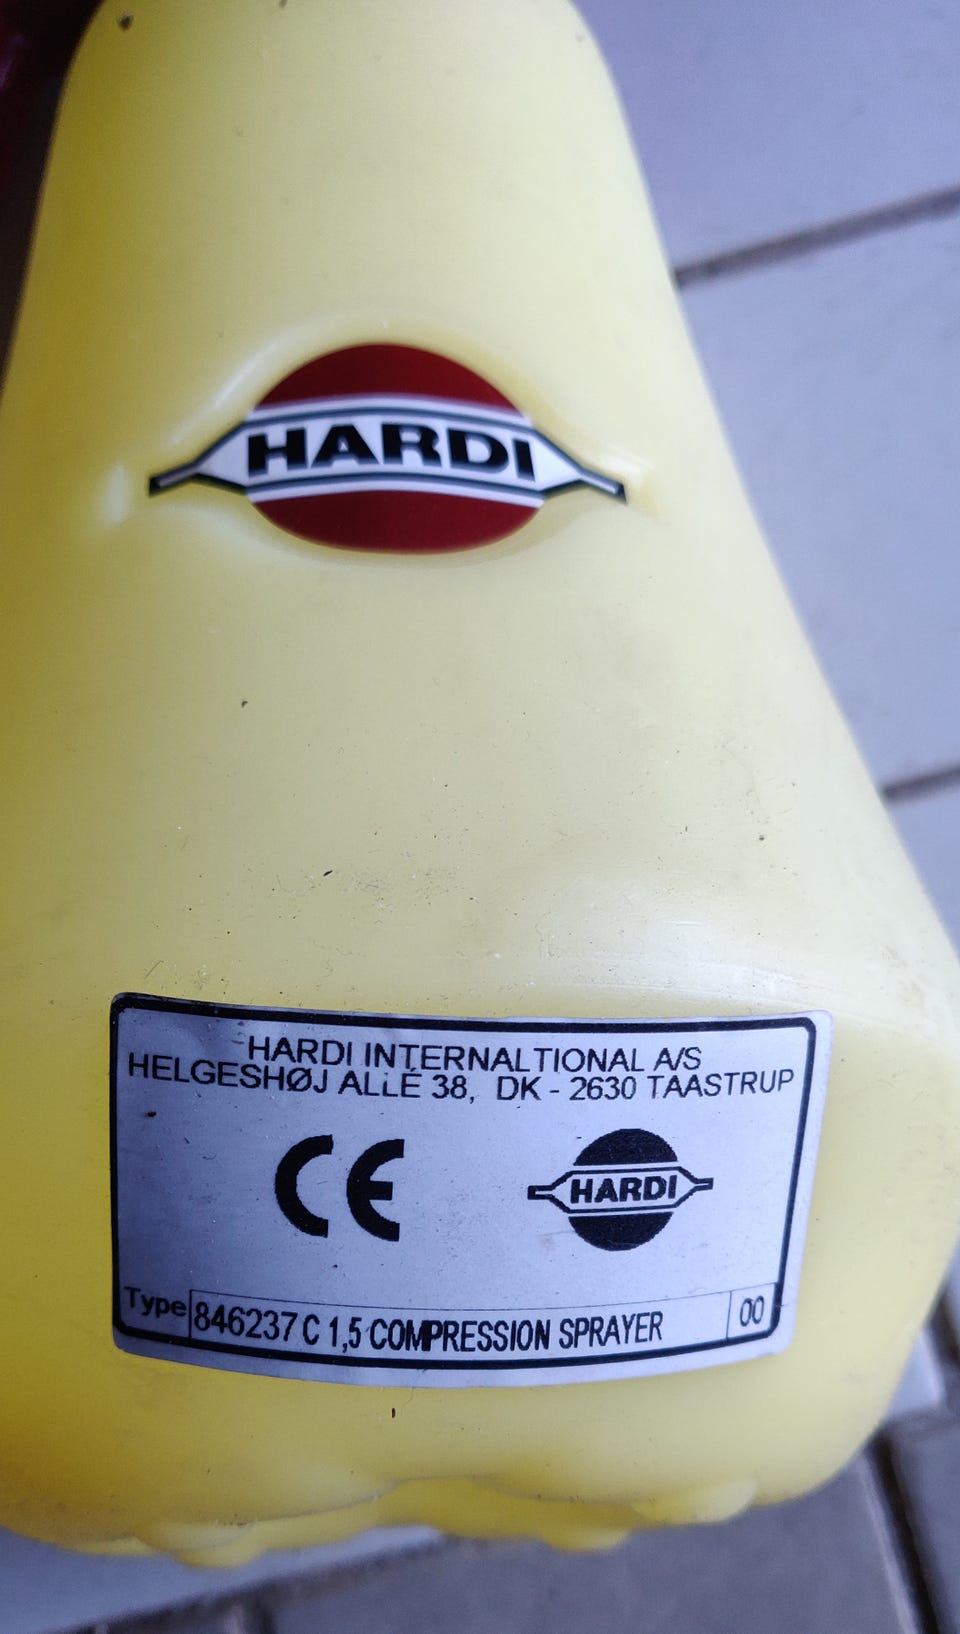 HARDI
HARDI INTERNALTIONAL A/S
HELGESHØJ ALLÉ 38, DK - 2630 TAASTRUP
CE
HARDI
Type 846237 C 1,5 COMPRESSION SPRAYER 00